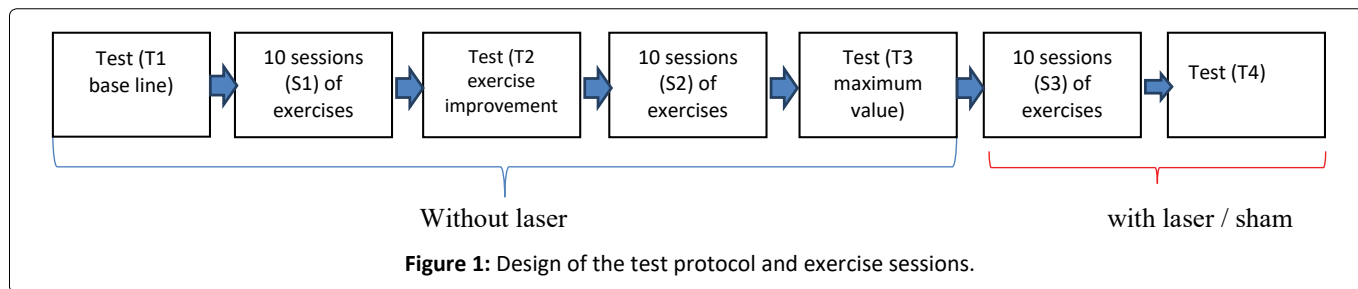 Test (T1
base line)
10 sessions
(S1) of
exercises
Test (T2
exercise
improvement
10 sessions
(S2) of
exercises
Test (T3
maximum
value)
10 sessions
(S3) of
exercises
Test (T4)
Without laser
with laser / sham
Figure 1: Design of the test protocol and exercise sessions.